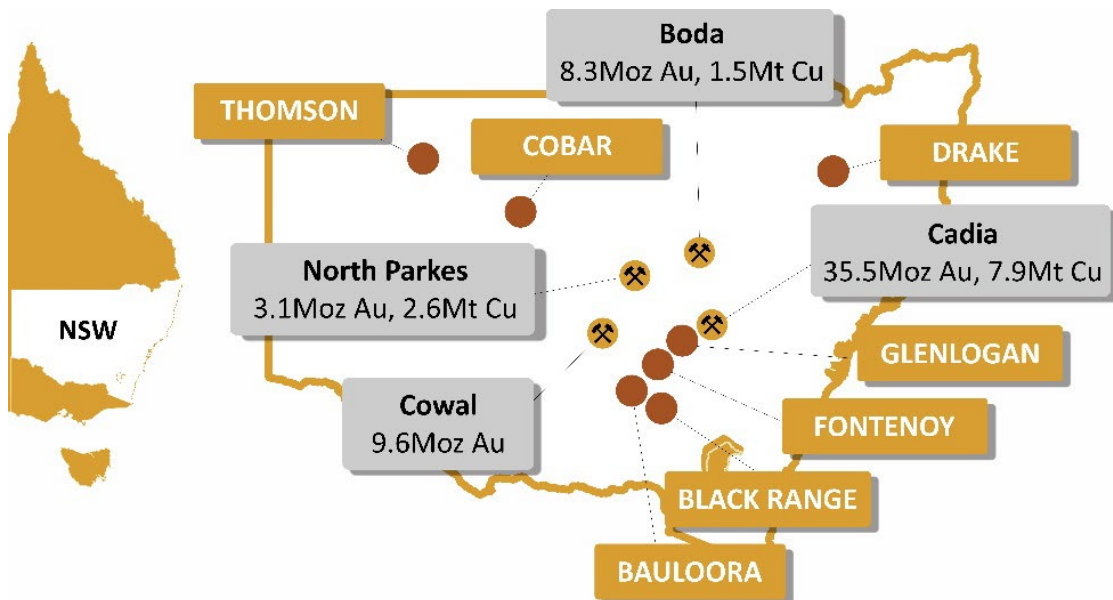 Boda
8.3Moz Au, 1.5Mt Cu
THOMSON
COBAR
DRAKE
Cadia
35.5Moz Au, 7.9Mt Cu
North Parkes
3.1Moz Au, 2.6Mt Cu
NSW
GLENLOGAN
Cowal
9.6Moz Au
FONTENOY
BLACK RANGE
BAULOORA